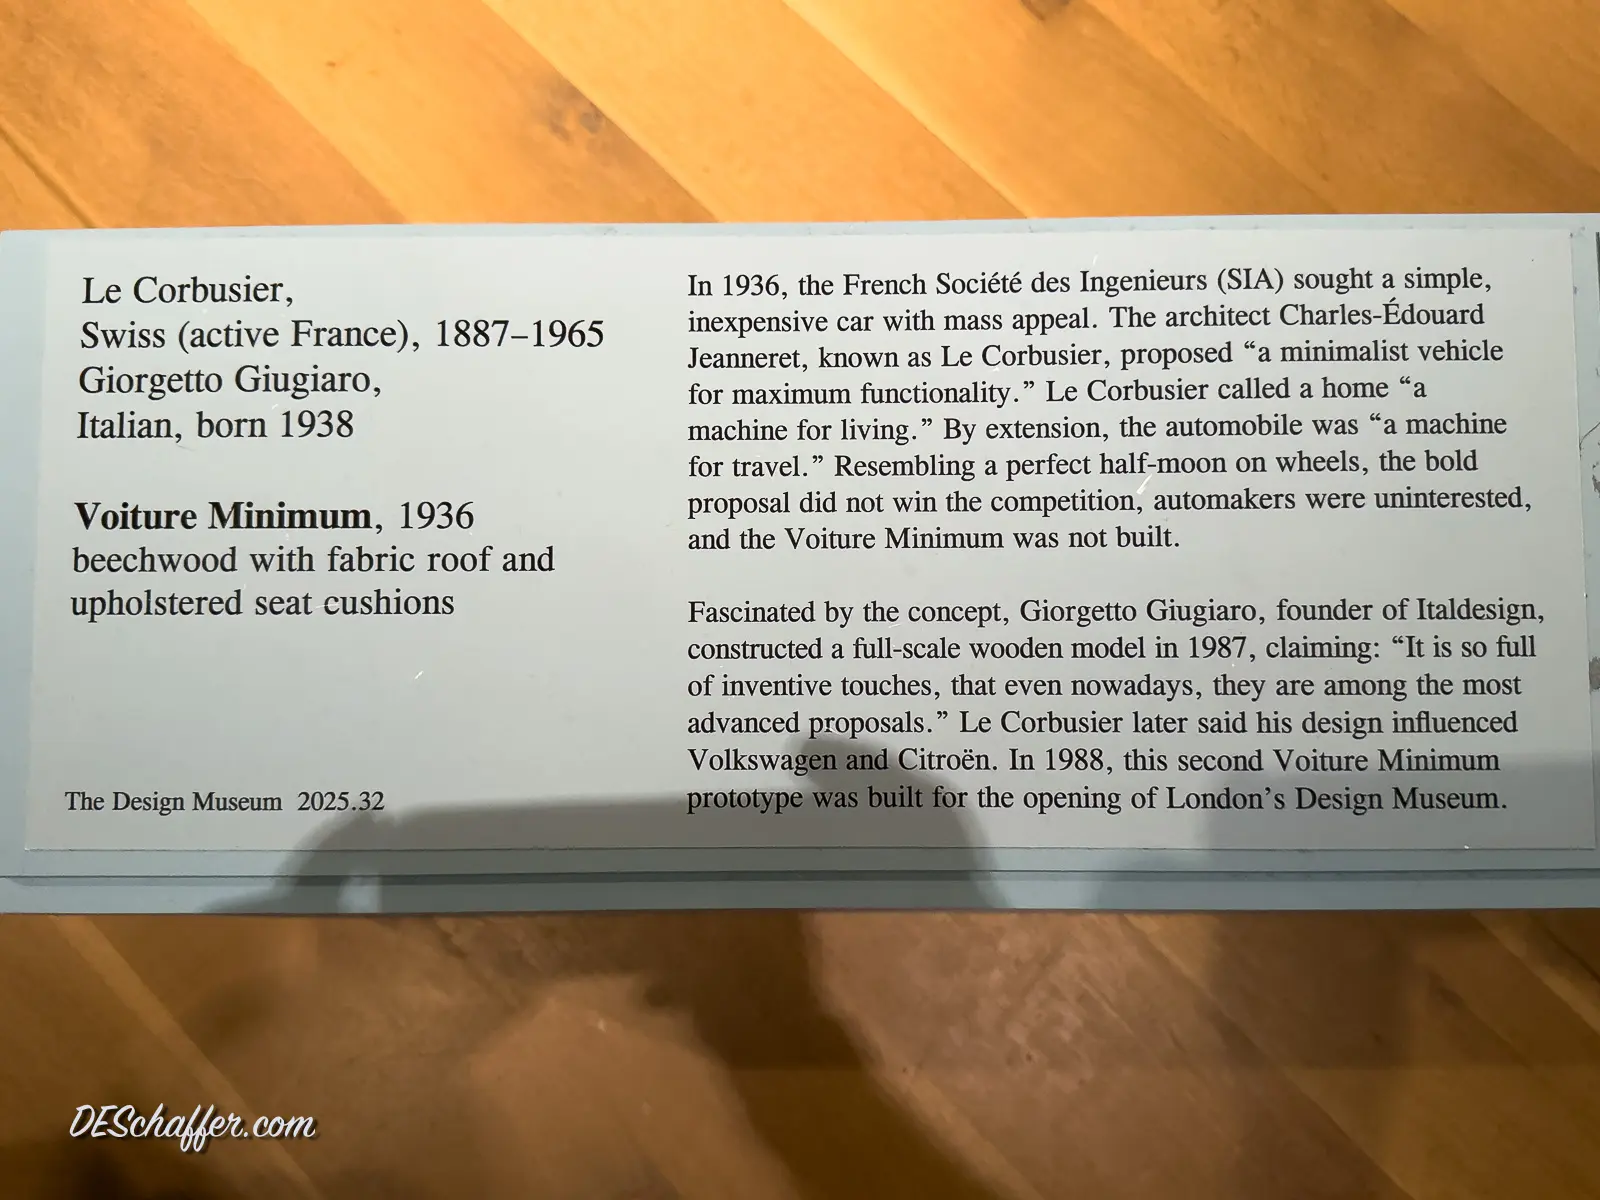 Le Corbusier,
Swiss (active France), 1887–1965
Giorgetto Giugiaro,
Italian, born 1938
Voiture Minimum, 1936
beechwood with fabric roof and
upholstered seat cushions
The Design Museum 2025.32
In 1936, the French Société des Ingenieurs (SIA) sought a simple,
inexpensive car with mass appeal. The architect Charles-Édouard
Jeanneret, known as Le Corbusier, proposed “a minimalist vehicle
for maximum functionality.” Le Corbusier called a home “a
machine for living.” By extension, the automobile was “a machine
for travel.” Resembling a perfect half-moon on wheels, the bold
proposal did not win the competition, automakers were uninterested,
and the Voiture Minimum was not built.
Fascinated by the concept, Giorgetto Giugiaro, founder of Italdesign,
constructed a full-scale wooden model in 1987, claiming: “It is so full
of inventive touches, that even nowadays, they are among the most
advanced proposals.” Le Corbusier later said his design influenced
Volkswagen and Citroën. In 1988, this second Voiture Minimum
prototype was built for the opening of London’s Design Museum.
DESchaffer.com